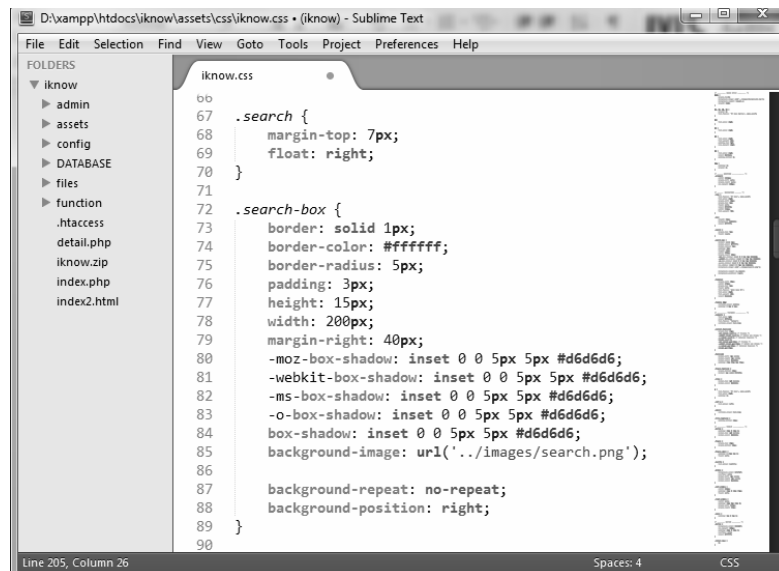 D:\xampp\htdocs\iknow\assets\css\iknow.css • (iknow) - Sublime Text
File Edit Selection Find View Goto Tools Project Preferences Help
FOLDERS
iknow
admin
assets
config
DATABASE
files
function
.htaccess
detail.php
iknow.zip
index.php
index2.html
iknow.css
66
67 .search {
68 margin-top: 7px;
69 float: right;
70 }
71
72 .search-box {
73 border: solid 1px;
74 border-color: #ffffff;
75 border-radius: 5px;
76 padding: 3px;
77 height: 15px;
78 width: 200px;
79 margin-right: 40px;
80 -moz-box-shadow: inset 0 0 5px 5px #d6d6d6;
81 -webkit-box-shadow: inset 0 0 5px 5px #d6d6d6;
82 -ms-box-shadow: inset 0 0 5px 5px #d6d6d6;
83 -o-box-shadow: inset 0 0 5px 5px #d6d6d6;
84 box-shadow: inset 0 0 5px 5px #d6d6d6;
85 background-image: url('../images/search.png');
86
87 background-repeat: no-repeat;
88 background-position: right;
89 }
90
Line 205, Column 26
Spaces: 4
CSS